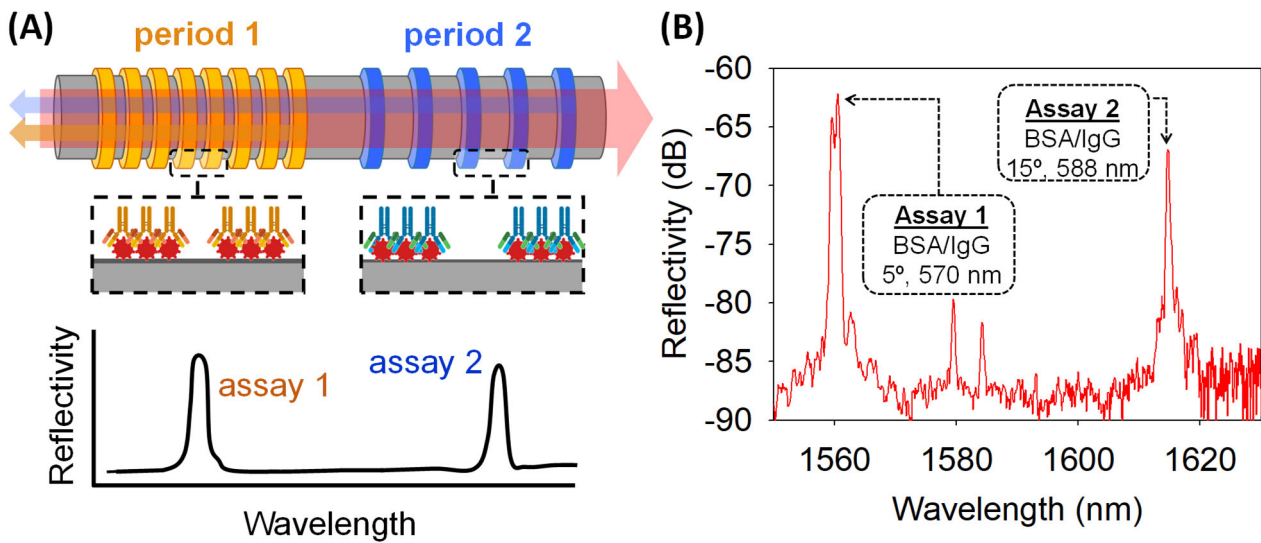 (A)
period 1
period 2
Reflectivity
assay 1
assay 2
Wavelength
(B)
Reflectivity (dB)
-60
-65
-70
-75
-80
-85
-90
Assay 1
BSA/IgG
5º, 570 nm
Assay 2
BSA/IgG
15º, 588 nm
1560
1580
1600
1620
Wavelength (nm)